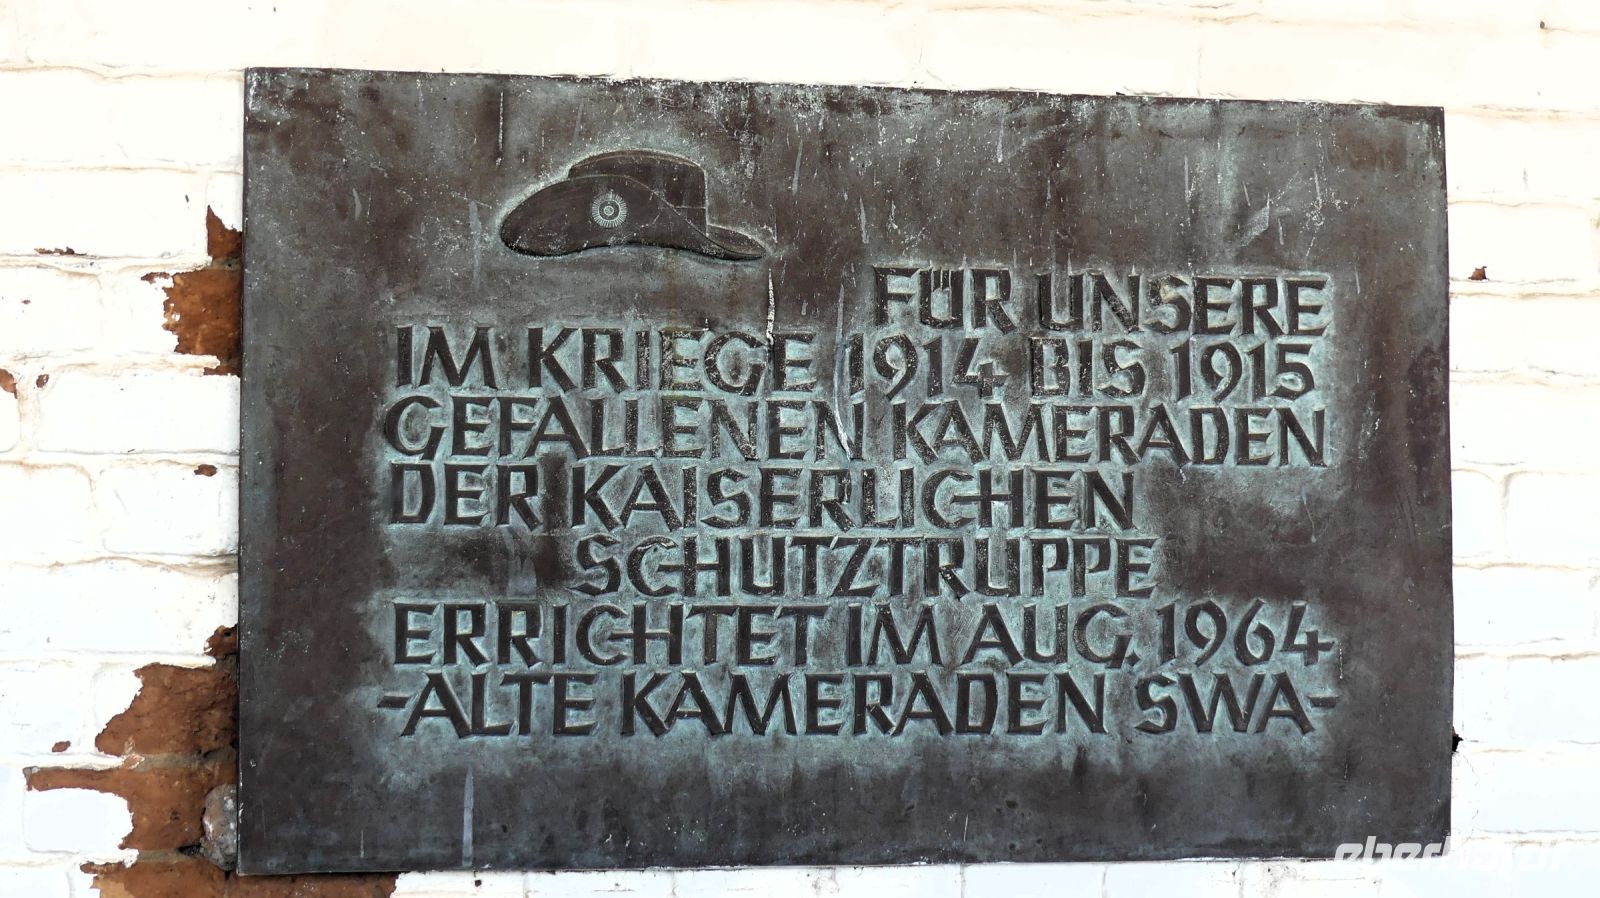 FÜR UNSERE
IM KRIEGE 1914 BIS 1915
GEFALLENEN KAMERADEN
DER KAISERLICHEN
SCHUTZTRUPPE
ERRICHTET IM AUG. 1964
-ALTE KAMERADEN SWA-